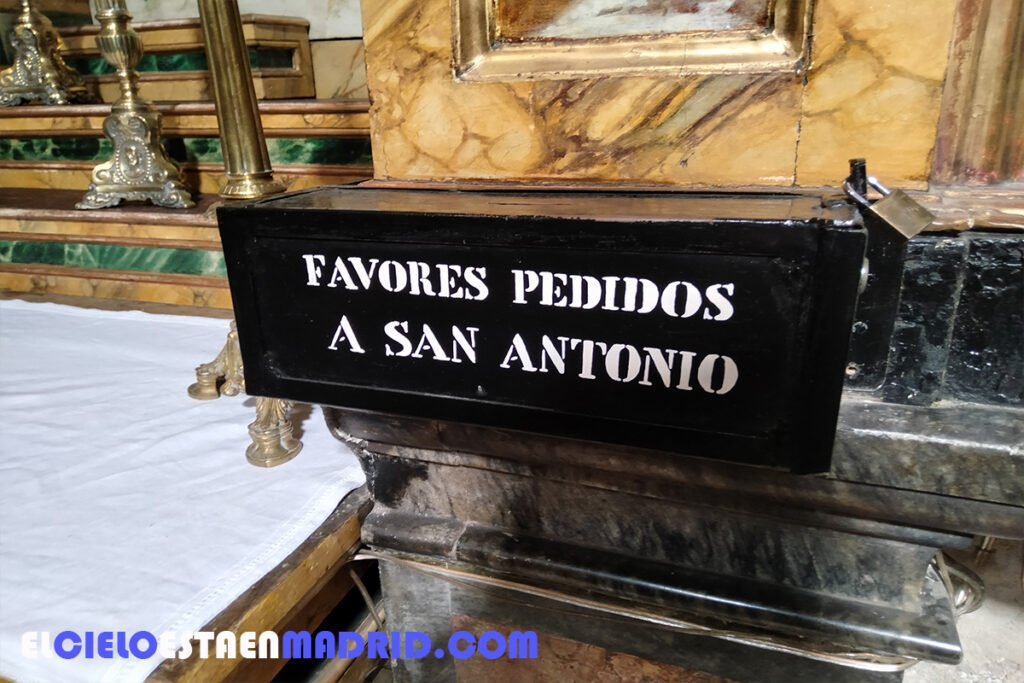 FAVORES PEDIDOS
A SAN ANTONIO
ELCIELOESTAENMADRID.COM